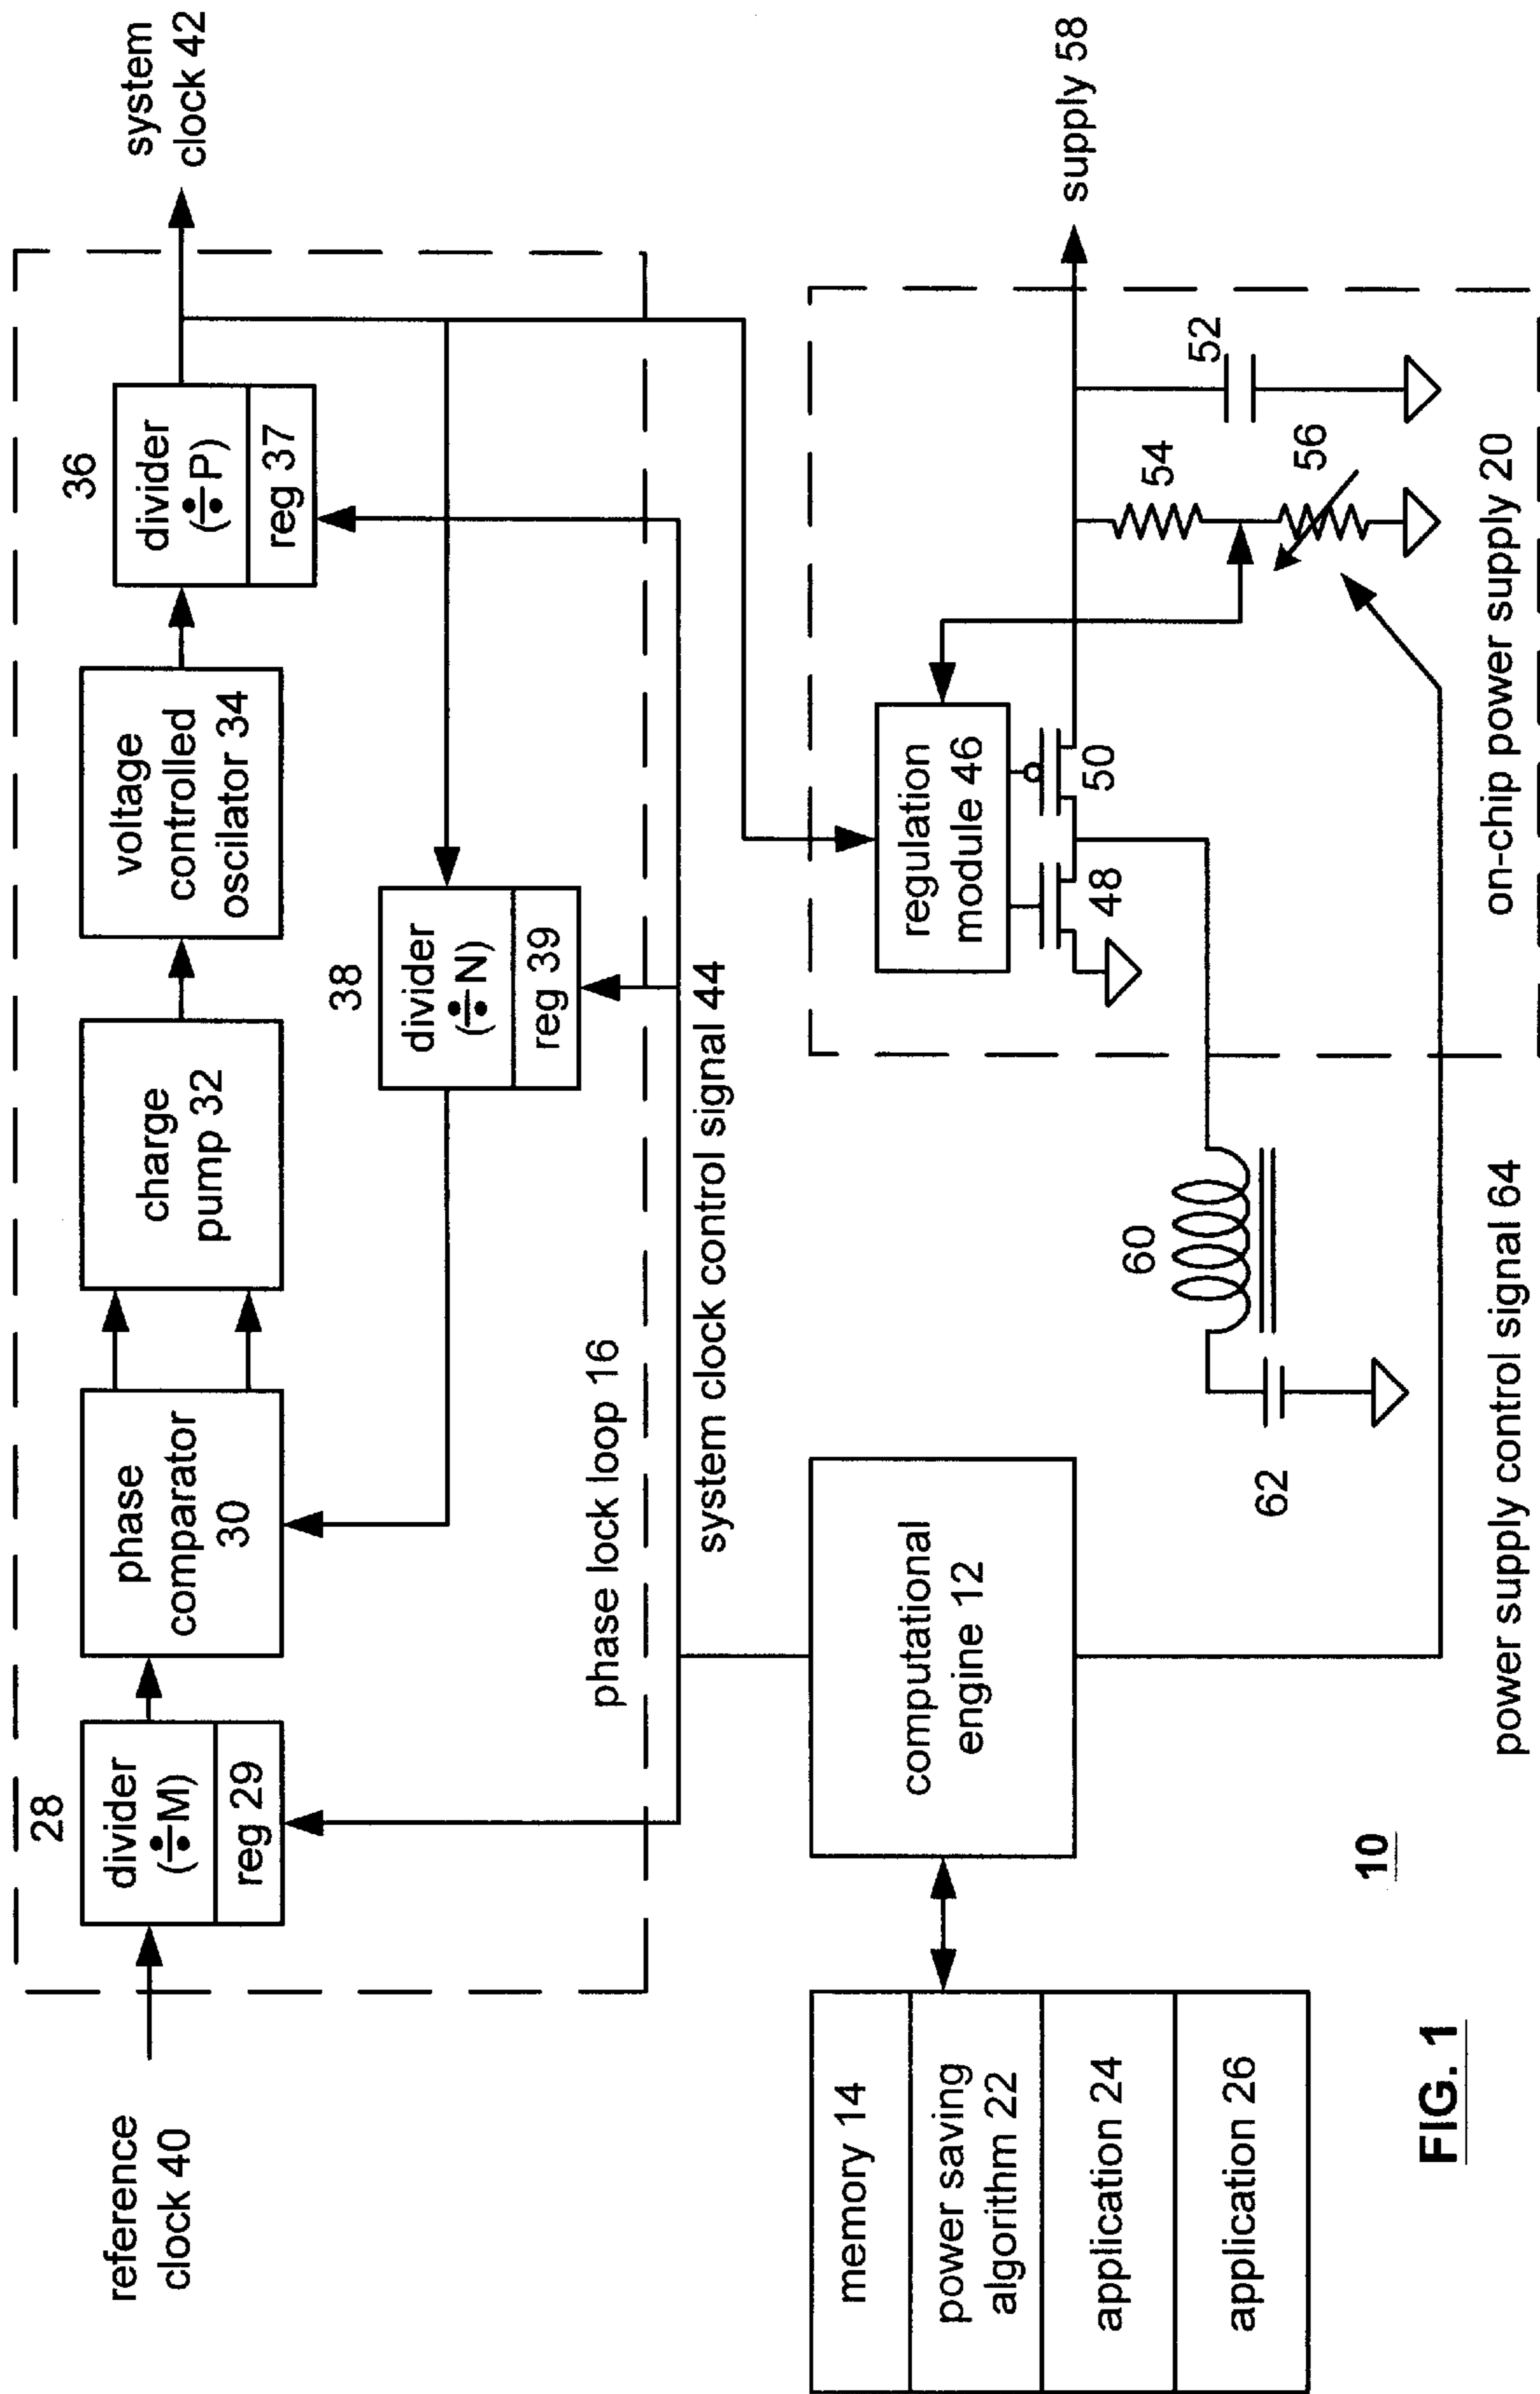 reference
clock 40
28
divider
(÷M)
reg 29
phase
comparator
30
charge
pump 32
voltage
controlled
oscilator 34
36
divider
(÷P)
reg 37
system
clock 42
38
divider
(÷N)
reg 39
phase lock loop 16
system clock control signal 44
memory 14
power saving
algorithm 22
application 24
application 26
computational
engine 12
regulation
module 46
48
50
52
54
56
supply 58
60
62
on-chip power supply 20
power supply control signal 64
10
FIG. 1